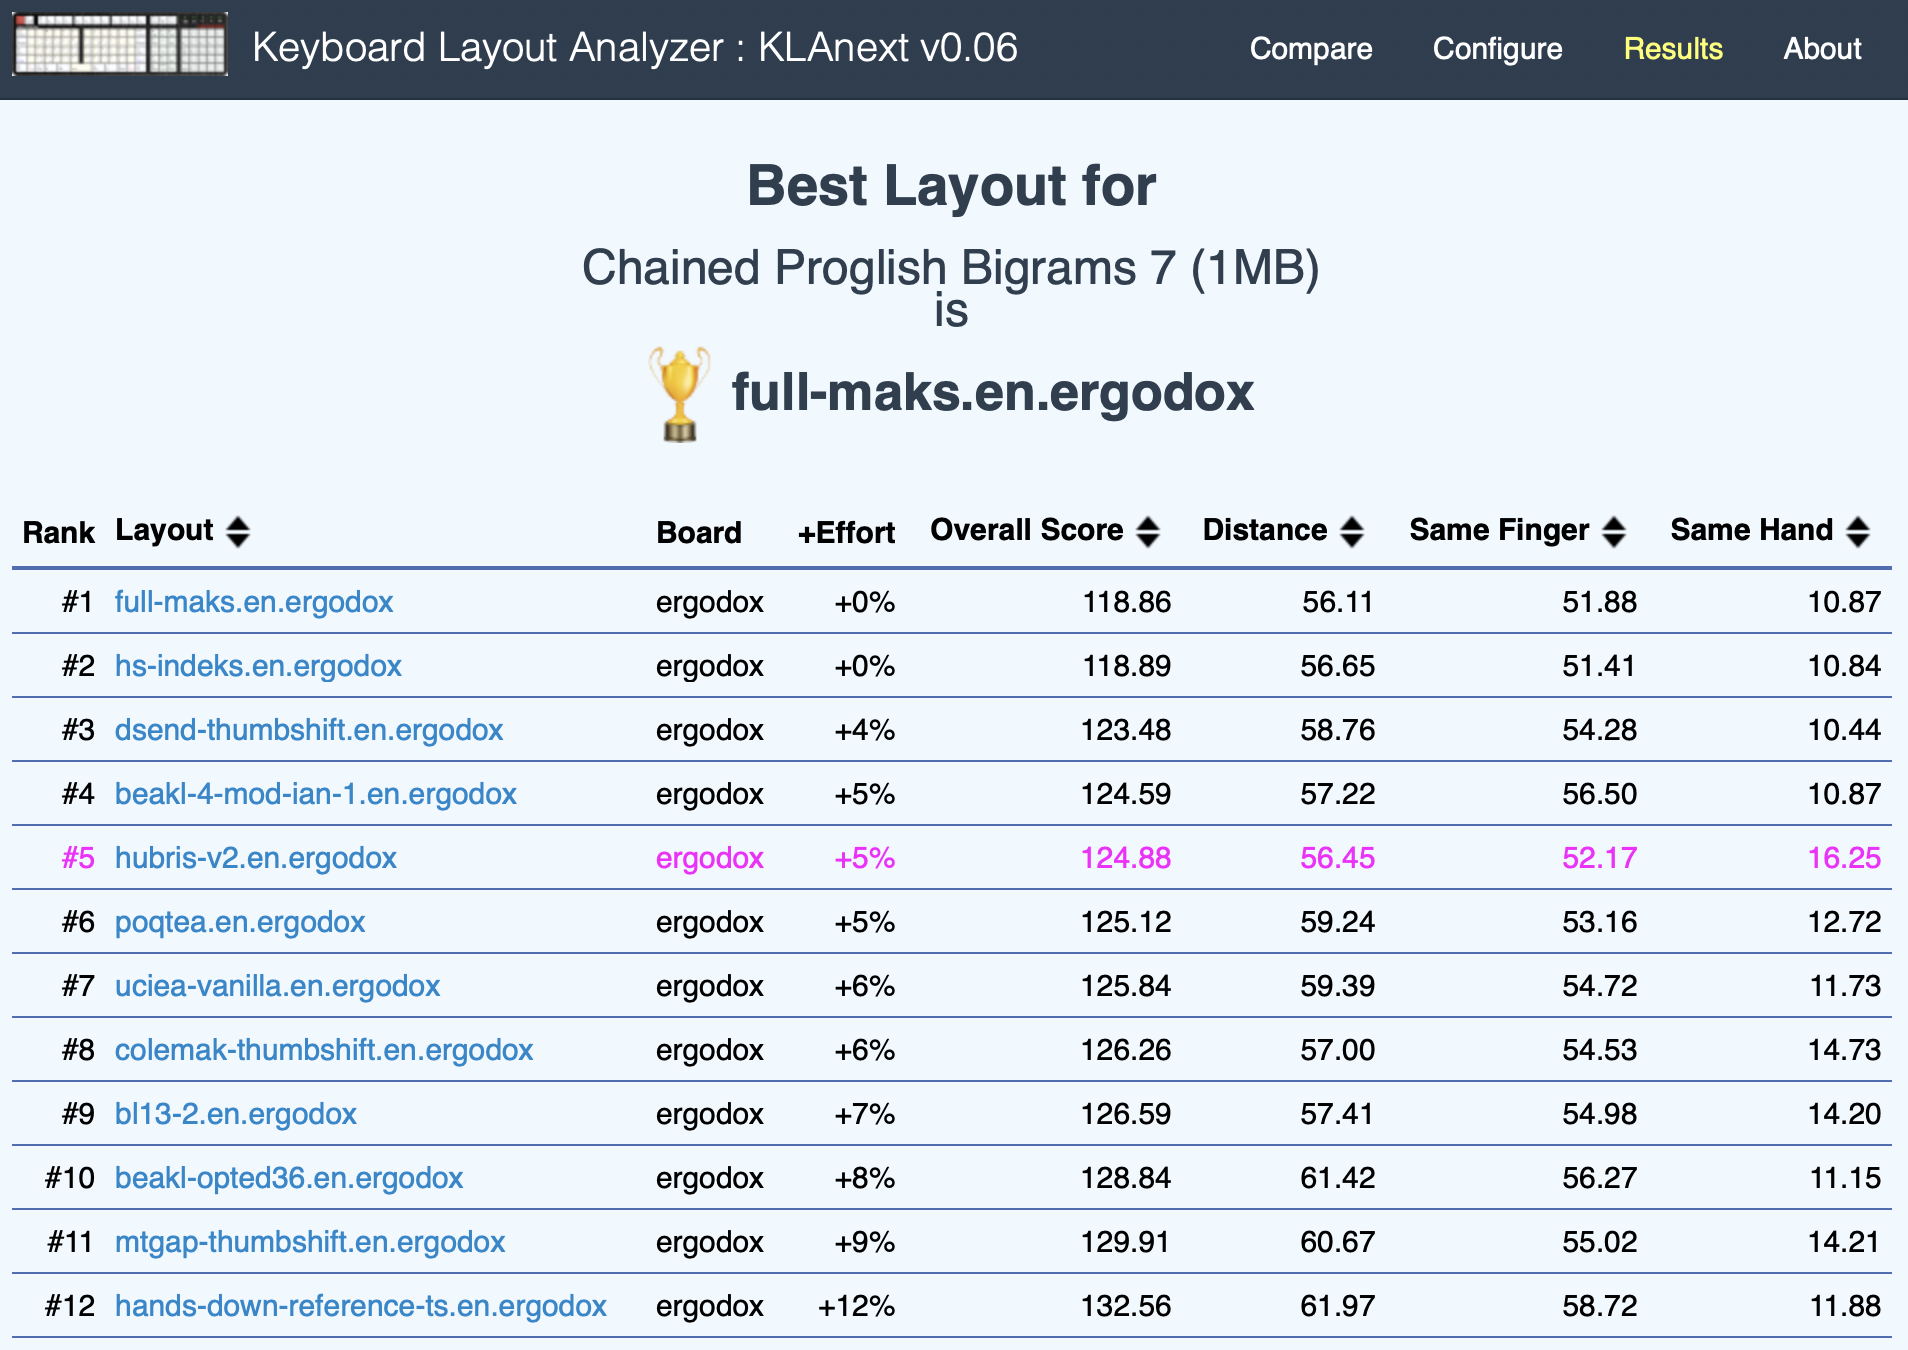 Keyboard Layout Analyzer : KLAnext v0.06 Compare Configure Results About
Best Layout for
Chained Proglish Bigrams 7 (1MB)
is
full-maks.en.ergodox
Rank Layout Board +Effort Overall Score Distance Same Finger Same Hand
#1 full-maks.en.ergodox ergodox +0% 118.86 56.11 51.88 10.87
#2 hs-indeks.en.ergodox ergodox +0% 118.89 56.65 51.41 10.84
#3 dsend-thumbshift.en.ergodox ergodox +4% 123.48 58.76 54.28 10.44
#4 beakl-4-mod-ian-1.en.ergodox ergodox +5% 124.59 57.22 56.50 10.87
#5 hubris-v2.en.ergodox ergodox +5% 124.88 56.45 52.17 16.25
#6 poqtea.en.ergodox ergodox +5% 125.12 59.24 53.16 12.72
#7 uciea-vanilla.en.ergodox ergodox +6% 125.84 59.39 54.72 11.73
#8 colemak-thumbshift.en.ergodox ergodox +6% 126.26 57.00 54.53 14.73
#9 bl13-2.en.ergodox ergodox +7% 126.59 57.41 54.98 14.20
#10 beakl-opted36.en.ergodox ergodox +8% 128.84 61.42 56.27 11.15
#11 mtgap-thumbshift.en.ergodox ergodox +9% 129.91 60.67 55.02 14.21
#12 hands-down-reference-ts.en.ergodox ergodox +12% 132.56 61.97 58.72 11.88